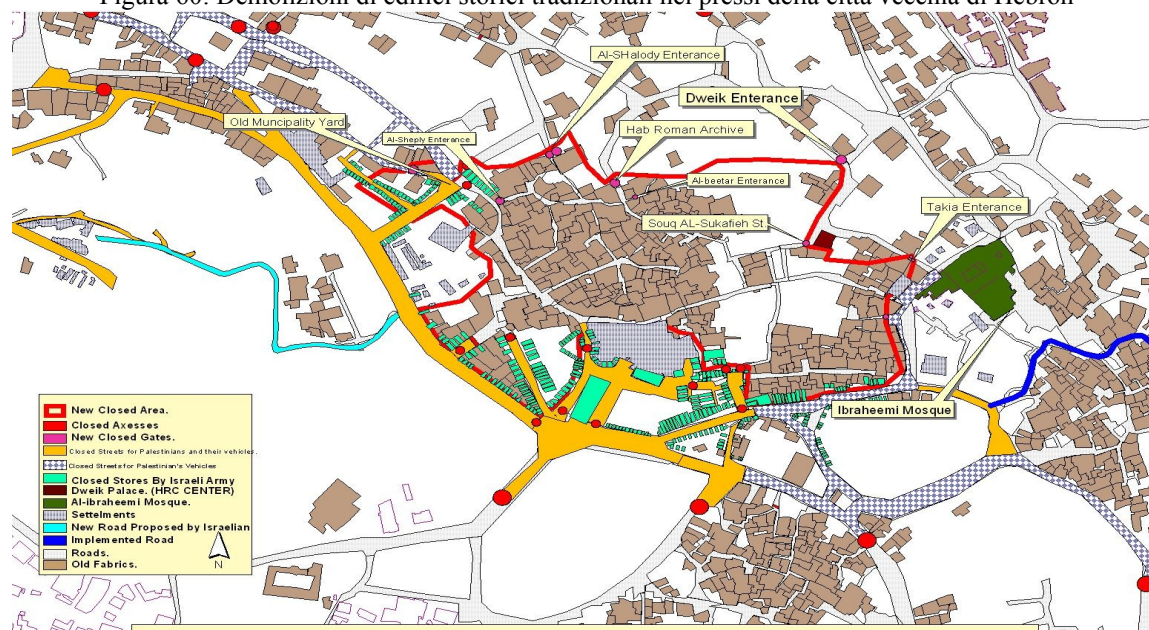 Figura 60: Demolizioni di edifici storici tradizionali nei pressi della città vecchia di Hebron
Al-SHalody Enterance
Dweik Enterance
Old Muncipality Yard
Al-Sheply Enterance
Hab Roman Archive
Al-beetar Enterance
Takia Enterance
Souq AL-Sukafieh St
Ibraheemi Mosque
New Closed Area.
Closed Axesses
New Closed Gates.
Closed Streets for Palestinians and their vehicles.
Closed Streets for Palestinian's Vehicles
Closed Stores By Israeli Army
Dweik Palace. (HRC CENTER)
Al-ibraheemi Mosque.
Settelments
New Road Proposed by Israelian
Implemented Road
Roads.
Old Fabrics.
N